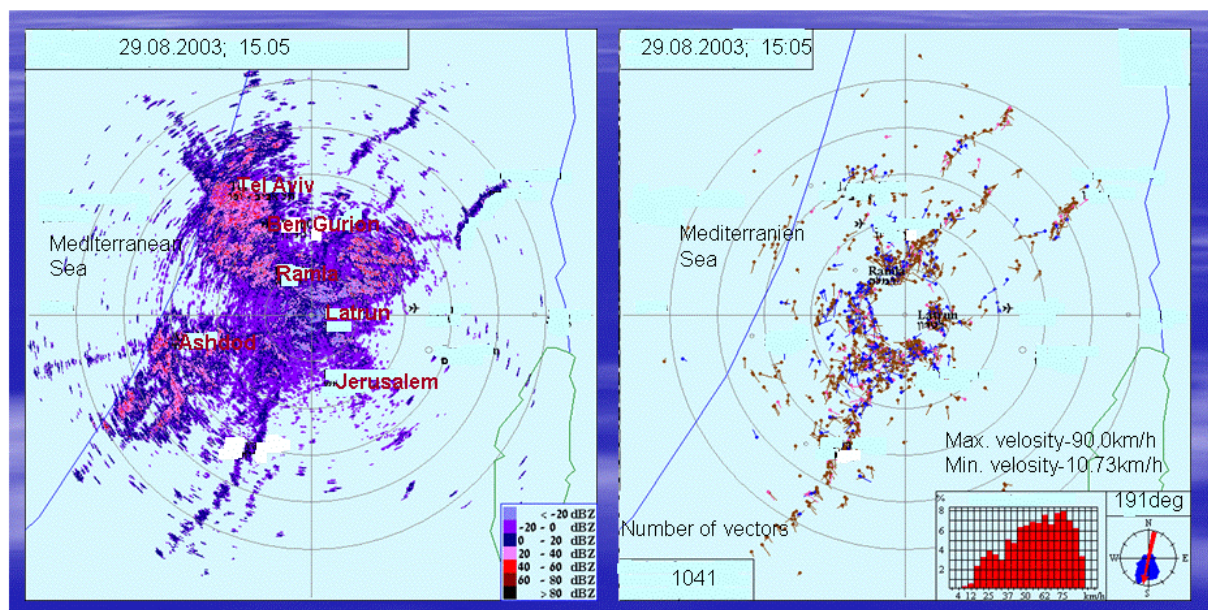 29.08.2003; 15.05
Tel Aviv
Ben Gurion
Mediterranean
Sea
Ramla
Latrun
Ashdod
Jerusalem
< -20 dBZ
-20 - 0 dBZ
0 - 20 dBZ
20 - 40 dBZ
40 - 60 dBZ
60 - 80 dBZ
>80 dBZ
29.08.2003; 15:05
Mediterranien
Sea
Ramla
Latrun
Max. velosity-90.0km/h
Min. velosity-10.73km/h
Number of vectors
1041
%
8
6
4
2
4 12 25 37 50 62 75 km/h
191deg
N
W E
S